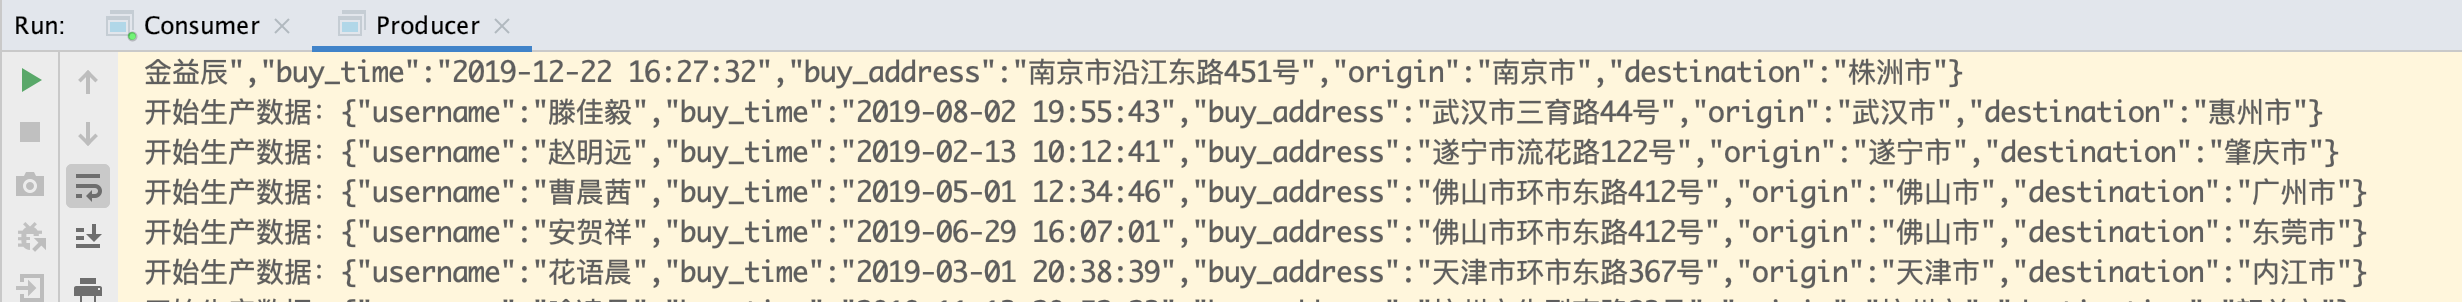 Run: Consumer Producer
金益辰","buy_time":"2019-12-22 16:27:32","buy_address":"南京市沿江东路451号","origin":"南京市","destination":"株洲市"}
开始生产数据: {"username":"滕佳毅","buy_time":"2019-08-02 19:55:43","buy_address":"武汉市三育路44号","origin":"武汉市","destination":"惠州市"}
开始生产数据: {"username":"赵明远","buy_time":"2019-02-13 10:12:41","buy_address":"遂宁市流花路122号","origin":"遂宁市","destination":"肇庆市"}
开始生产数据: {"username":"曹晨茜","buy_time":"2019-05-01 12:34:46","buy_address":"佛山市环市东路412号","origin":"佛山市","destination":"广州市"}
开始生产数据: {"username":"安贺祥","buy_time":"2019-06-29 16:07:01","buy_address":"佛山市环市东路412号","origin":"佛山市","destination":"东莞市"}
开始生产数据: {"username":"花语晨","buy_time":"2019-03-01 20:38:39","buy_address":"天津市环市东路367号","origin":"天津市","destination":"内江市"}